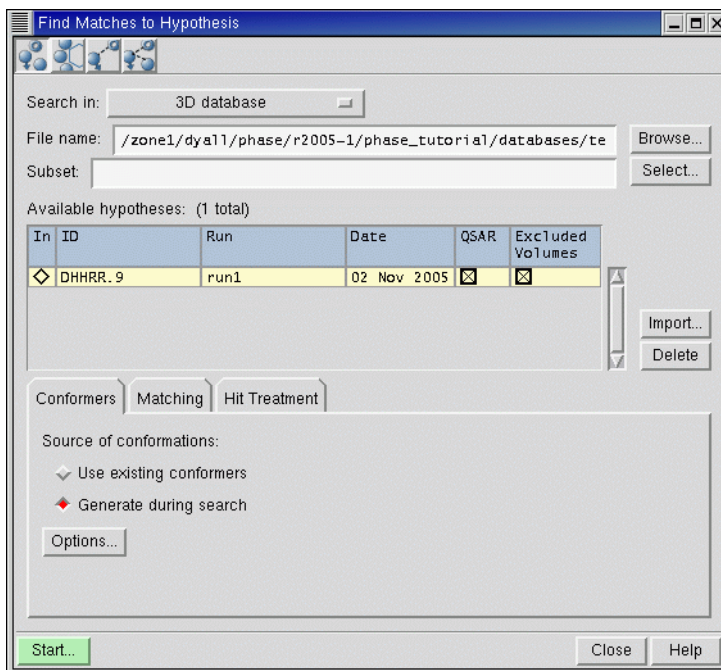 Find Matches to Hypothesis
Search in: 3D database
File name: /zone1/dyall/phase/r2005-1/phase_tutorial/databases/te Browse...
Subset: Select...
Available hypotheses: (1 total)
In ID Run Date QSAR Excluded Volumes
DHHRR.9 run1 02 Nov 2005
Import...
Delete
Conformers Matching Hit Treatment
Source of conformations:
Use existing conformers
Generate during search
Options...
Start... Close Help